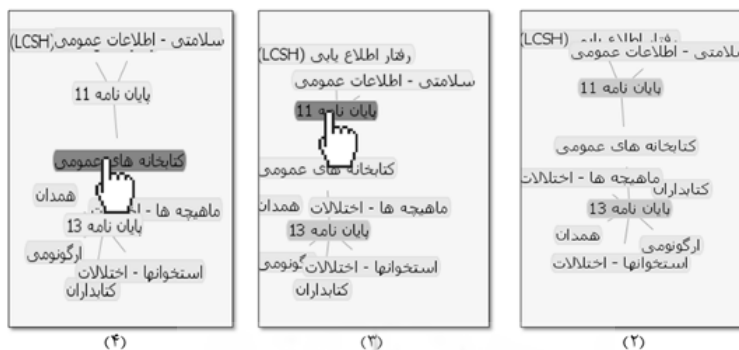 رفتار اطلاع یابی (LCSH)
سلامتی - اطلاعات عمومی
پایان نامه 11
کتابخانه های عمومی
ماهیچه ها - اختلالات
کتابداران
پایان نامه 13
همدان
ارگونومی
استخوانها - اختلالات
(۲)
رفتار اطلاع یابی (LCSH)
سلامتی - اطلاعات عمومی
پایان نامه 11
کتابخانه های عمومی
ماهیچه ها - اختلالات
همدان
پایان نامه 13
استخوانها - اختلالات
کتابداران
(۳)
سلامتی - اطلاعات عمومی
(LCSH)
پایان نامه 11
کتابخانه های عمومی
همدان
ماهیچه ها - اختلالات
پایان نامه 13
ارگونومی
استخوانها - اختلالات
کتابداران
(۴)